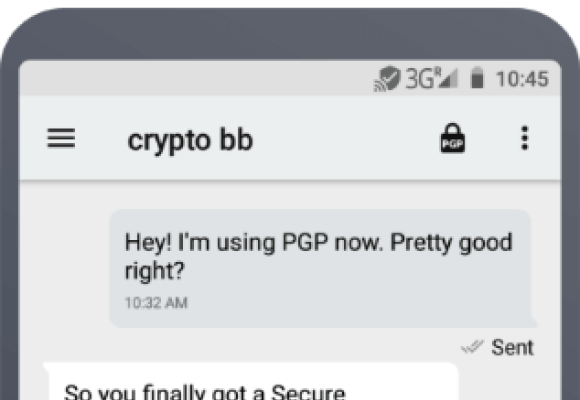 3G R 10:45
crypto bb PGP
Hey! I'm using PGP now. Pretty good
right?
10:32 AM
Sent
So you finally got a Secure